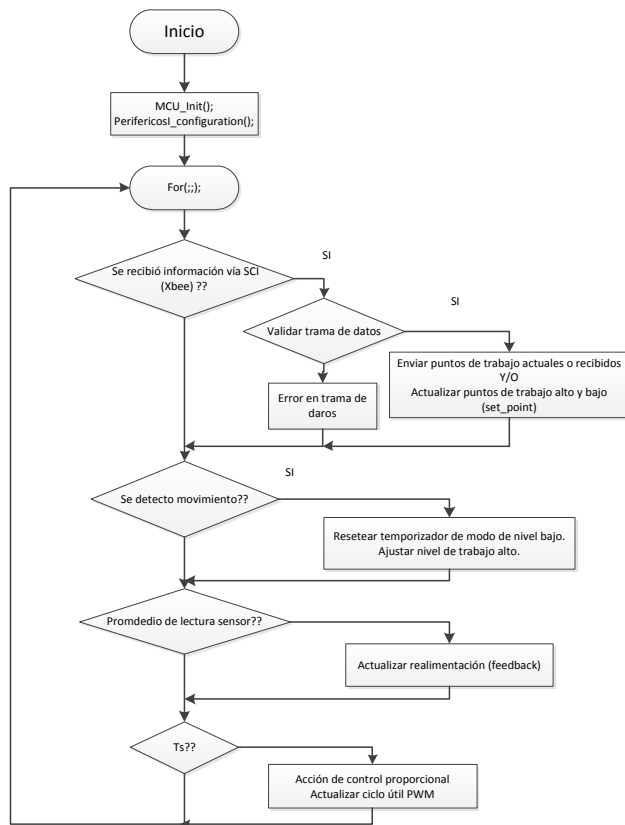 Inicio
MCU_Init();
PerifericosI_configuration();
For(;;);
SI
Se recibió información vía SCI
(Xbee) ??
SI
Validar trama de datos
Enviar puntos de trabajo actuales o recibidos
Y/O
Actualizar puntos de trabajo alto y bajo
(set_point)
Error en trama de
daros
SI
Se detecto movimiento??
Resetear temporizador de modo de nivel bajo.
Ajustar nivel de trabajo alto.
Promdedio de lectura sensor??
Actualizar realimentación (feedback)
Ts??
Acción de control proporcional
Actualizar ciclo útil PWM